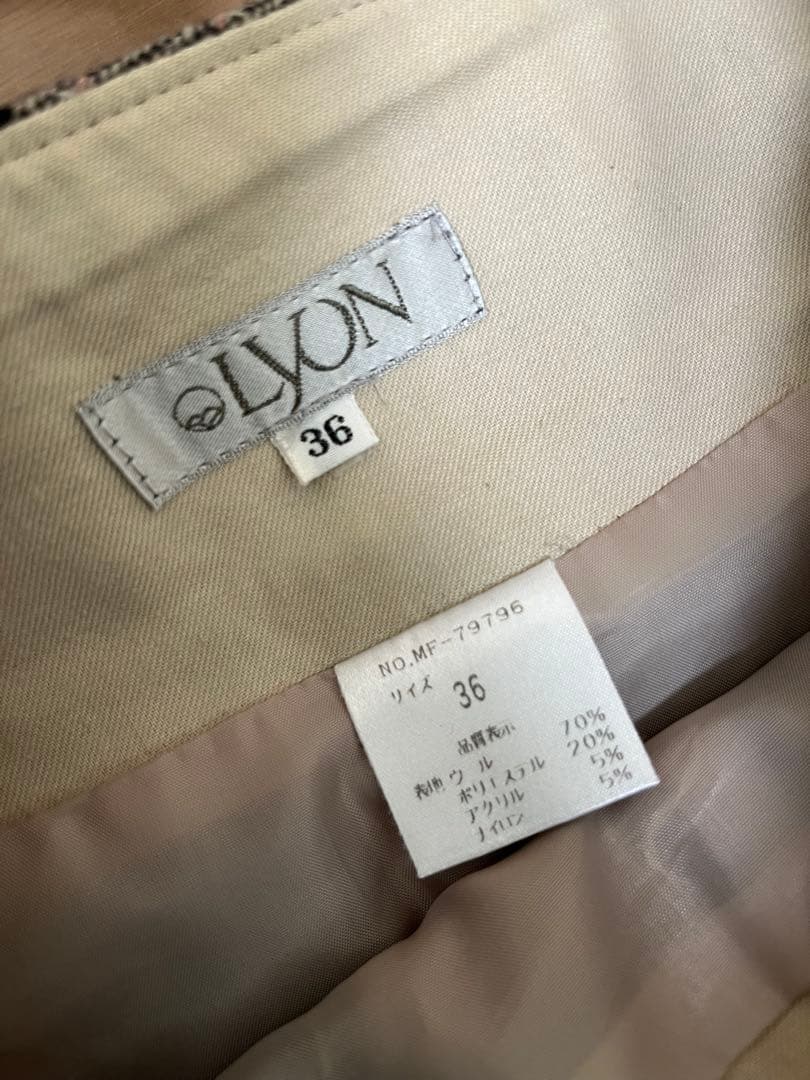 LYON
36
NO.MF-79796
サイズ 36
品質表示
表地 ウール 70%
ポリエステル 20%
アクリル 5%
ナイロン 5%